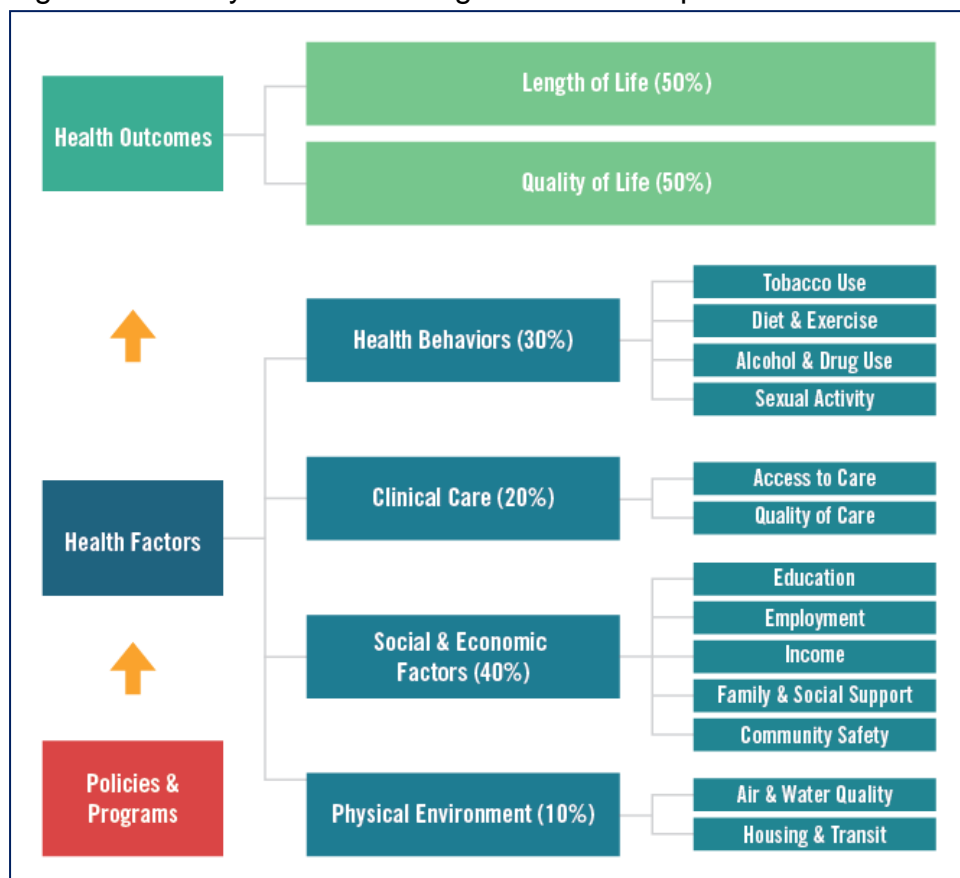 Health Outcomes
Length of Life (50%)
Quality of Life (50%)
Health Factors
Health Behaviors (30%)
Tobacco Use
Diet & Exercise
Alcohol & Drug Use
Sexual Activity
Clinical Care (20%)
Access to Care
Quality of Care
Social & Economic
Factors (40%)
Education
Employment
Income
Family & Social Support
Community Safety
Physical Environment (10%)
Air & Water Quality
Housing & Transit
Policies &
Programs